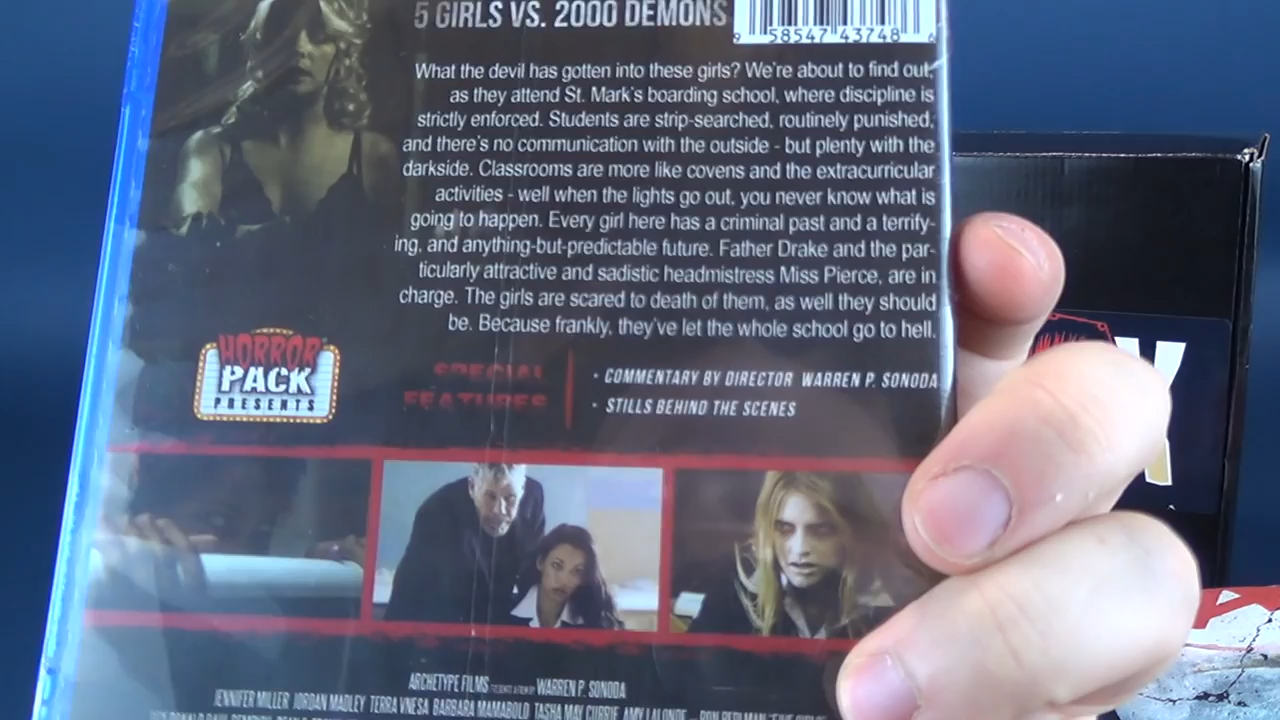 5 GIRLS VS. 2000 DEMONS
9 58547 43748 6
What the devil has gotten into these girls? We're about to find out,
as they attend St. Mark's boarding school, where discipline is
strictly enforced. Students are strip-searched, routinely punished,
and there's no communication with the outside - but plenty with the
darkside. Classrooms are more like covens and the extracurricular
activities - well when the lights go out, you never know what is
going to happen. Every girl here has a criminal past and a terrify-
ing, and anything-but-predictable future. Father Drake and the par-
ticularly attractive and sadistic headmistress Miss Pierce, are in
charge. The girls are scared to death of them, as well they should
be. Because frankly, they've let the whole school go to hell.
HORROR
PACK
PRESENTS
SPECIAL
FEATURES
• COMMENTARY BY DIRECTOR WARREN P. SONODA
• STILLS BEHIND THE SCENES
ARCHETYPE FILMS PRESENTS A FILM BY WARREN P. SONODA
JENNIFER MILLER JORDAN MADLEY TERRA VNESA BARBARA MAMABOLO TASHA MAY CURRIE AMY LALONDE